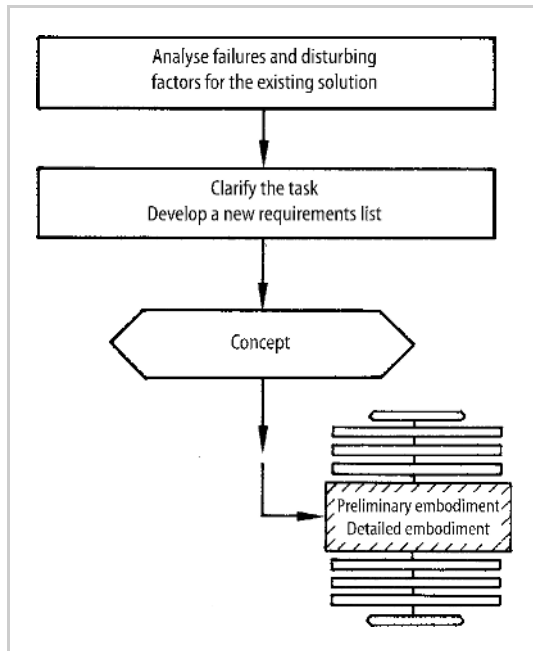 Analyse failures and disturbing
factors for the existing solution
Clarify the task
Develop a new requirements list
Concept
Preliminary embodiment
Detailed embodiment